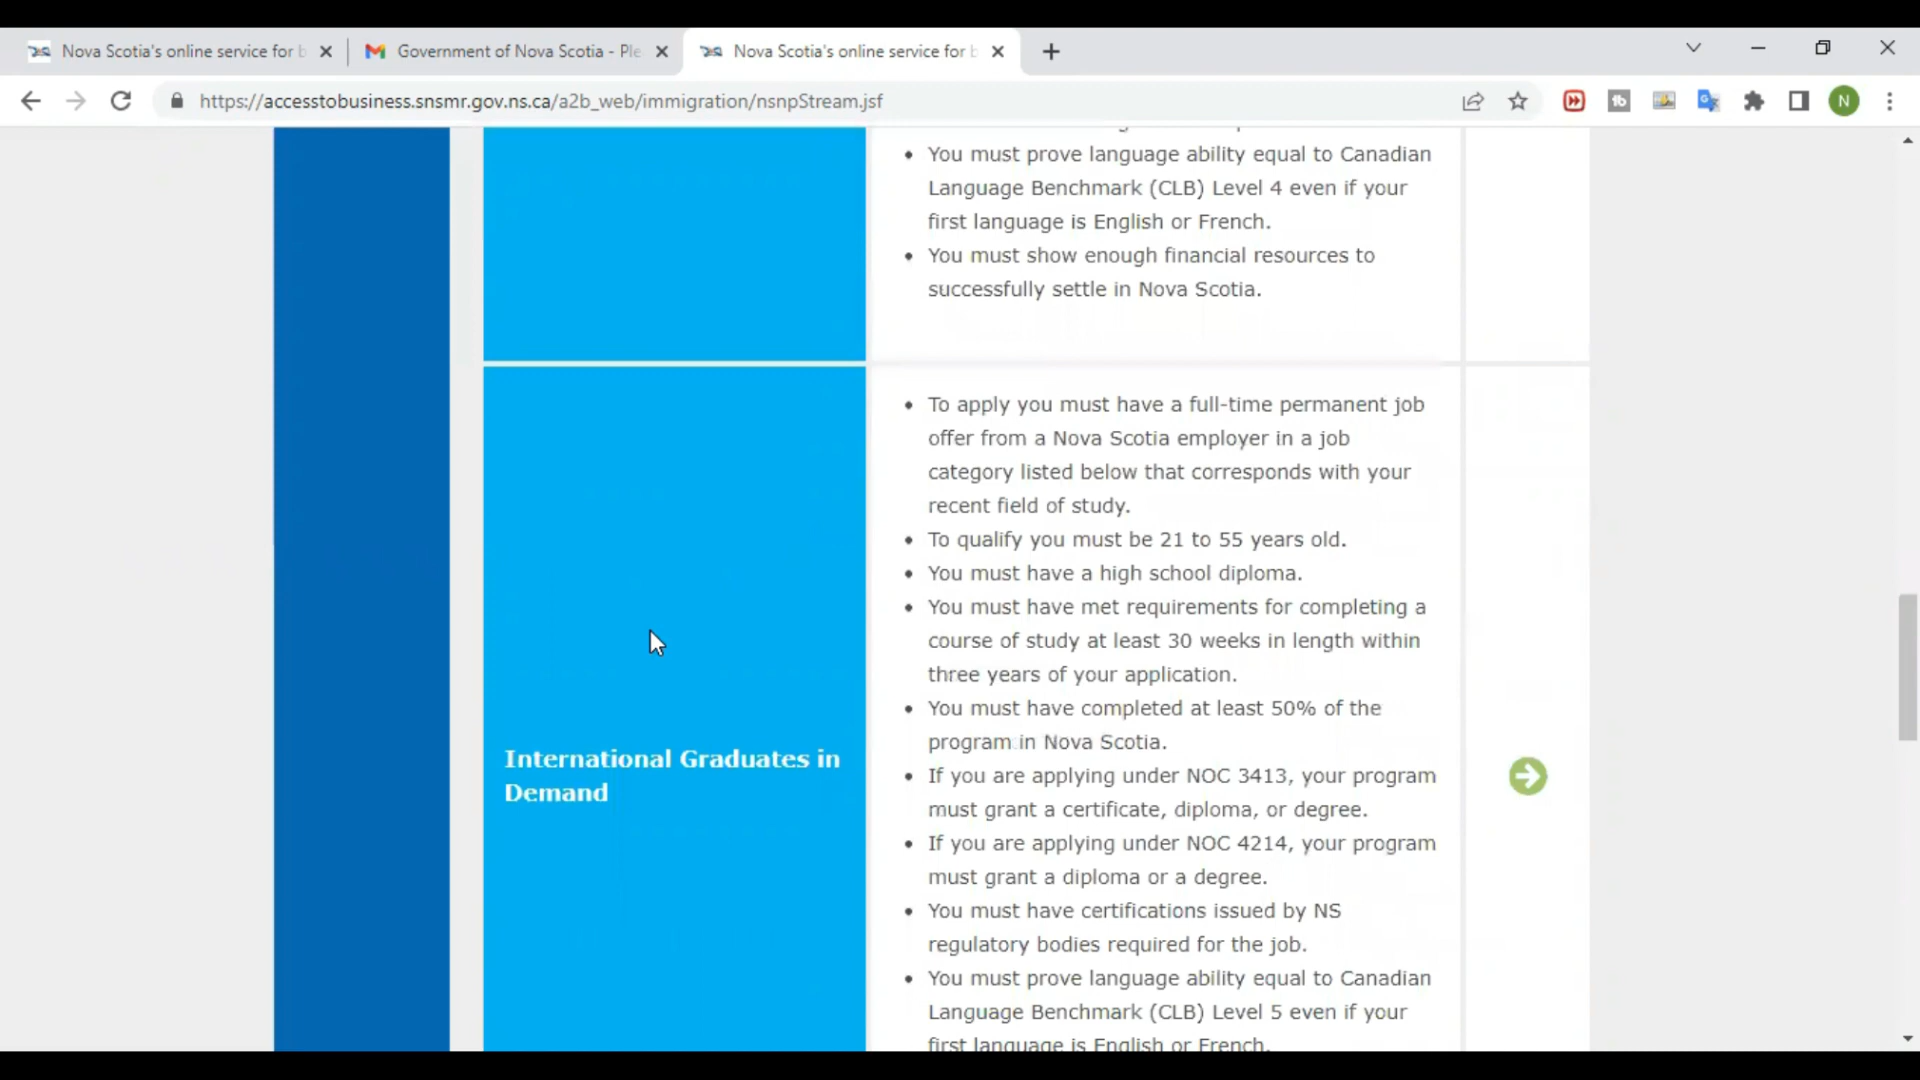 Nova Scotia's online service for b
Government of Nova Scotia - Ple
Nova Scotia's online service for b
https://accesstobusiness.snsmr.gov.ns.ca/a2b_web/immigration/nsnpStream.jsf
N
• You must prove language ability equal to Canadian
Language Benchmark (CLB) Level 4 even if your
first language is English or French.
• You must show enough financial resources to
successfully settle in Nova Scotia.
International Graduates in
Demand
• To apply you must have a full-time permanent job
offer from a Nova Scotia employer in a job
category listed below that corresponds with your
recent field of study.
• To qualify you must be 21 to 55 years old.
• You must have a high school diploma.
• You must have met requirements for completing a
course of study at least 30 weeks in length within
three years of your application.
• You must have completed at least 50% of the
program in Nova Scotia.
• If you are applying under NOC 3413, your program
must grant a certificate, diploma, or degree.
• If you are applying under NOC 4214, your program
must grant a diploma or a degree.
• You must have certifications issued by NS
regulatory bodies required for the job.
• You must prove language ability equal to Canadian
Language Benchmark (CLB) Level 5 even if your
first language is English or French.